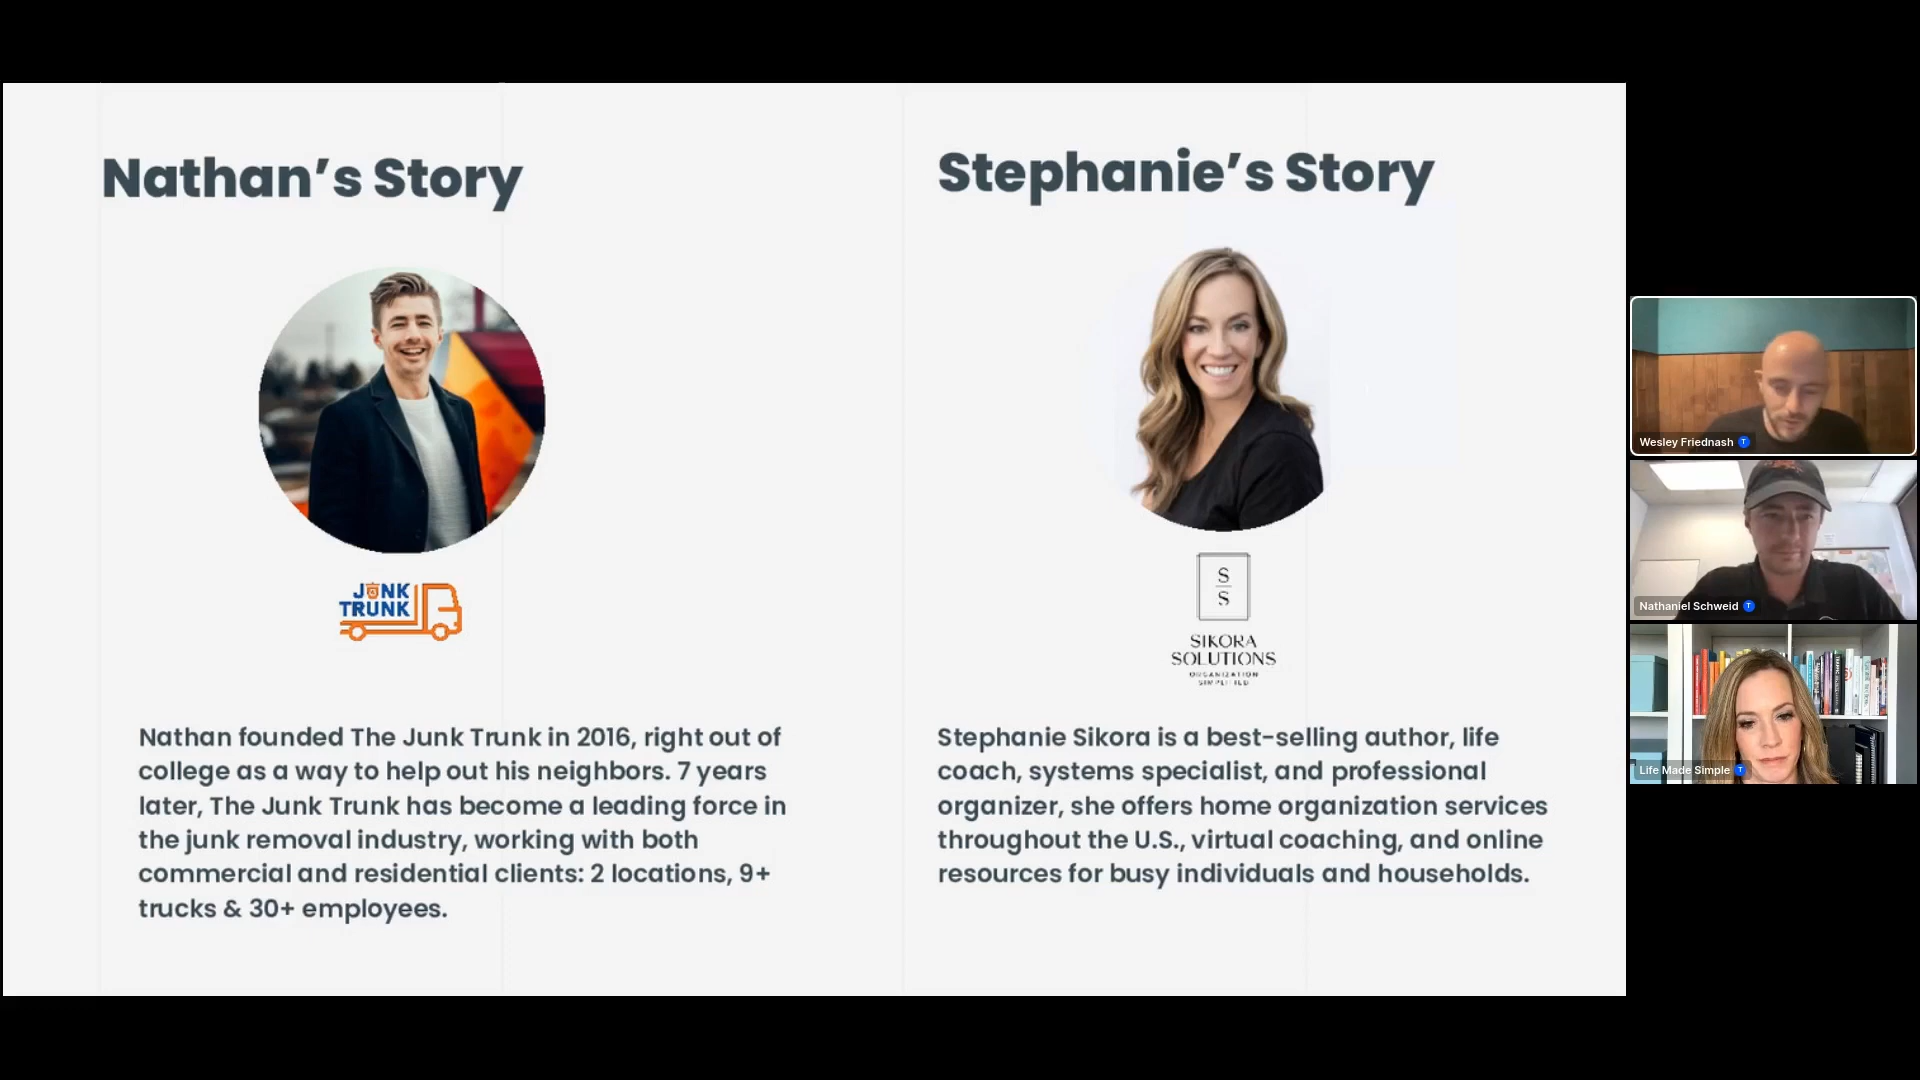 Nathan’s Story
JUNK
TRUNK
Nathan founded The Junk Trunk in 2016, right out of
college as a way to help out his neighbors. 7 years
later, The Junk Trunk has become a leading force in
the junk removal industry, working with both
commercial and residential clients: 2 locations, 9+
trucks & 30+ employees.
Stephanie’s Story
S
S
SIKORA
SOLUTIONS
ORGANIZATION
SIMPLIFIED
Stephanie Sikora is a best-selling author, life
coach, systems specialist, and professional
organizer, she offers home organization services
throughout the U.S., virtual coaching, and online
resources for busy individuals and households.
Wesley Friednash T
Nathaniel Schweid T
Life Made Simple T